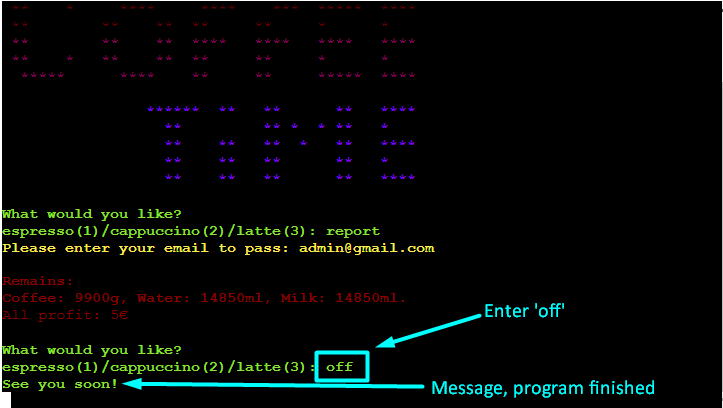 COFFE
TiME
What would you like?
espresso(1)/cappuccino(2)/latte(3): report
Please enter your email to pass: admin@gmail.com
Remains:
Coffee: 9900g, Water: 14850ml, Milk: 14850ml.
All profit: 5€
Enter 'off'
What would you like?
espresso(1)/cappuccino(2)/latte(3): off
See you soon!
Message, program finished